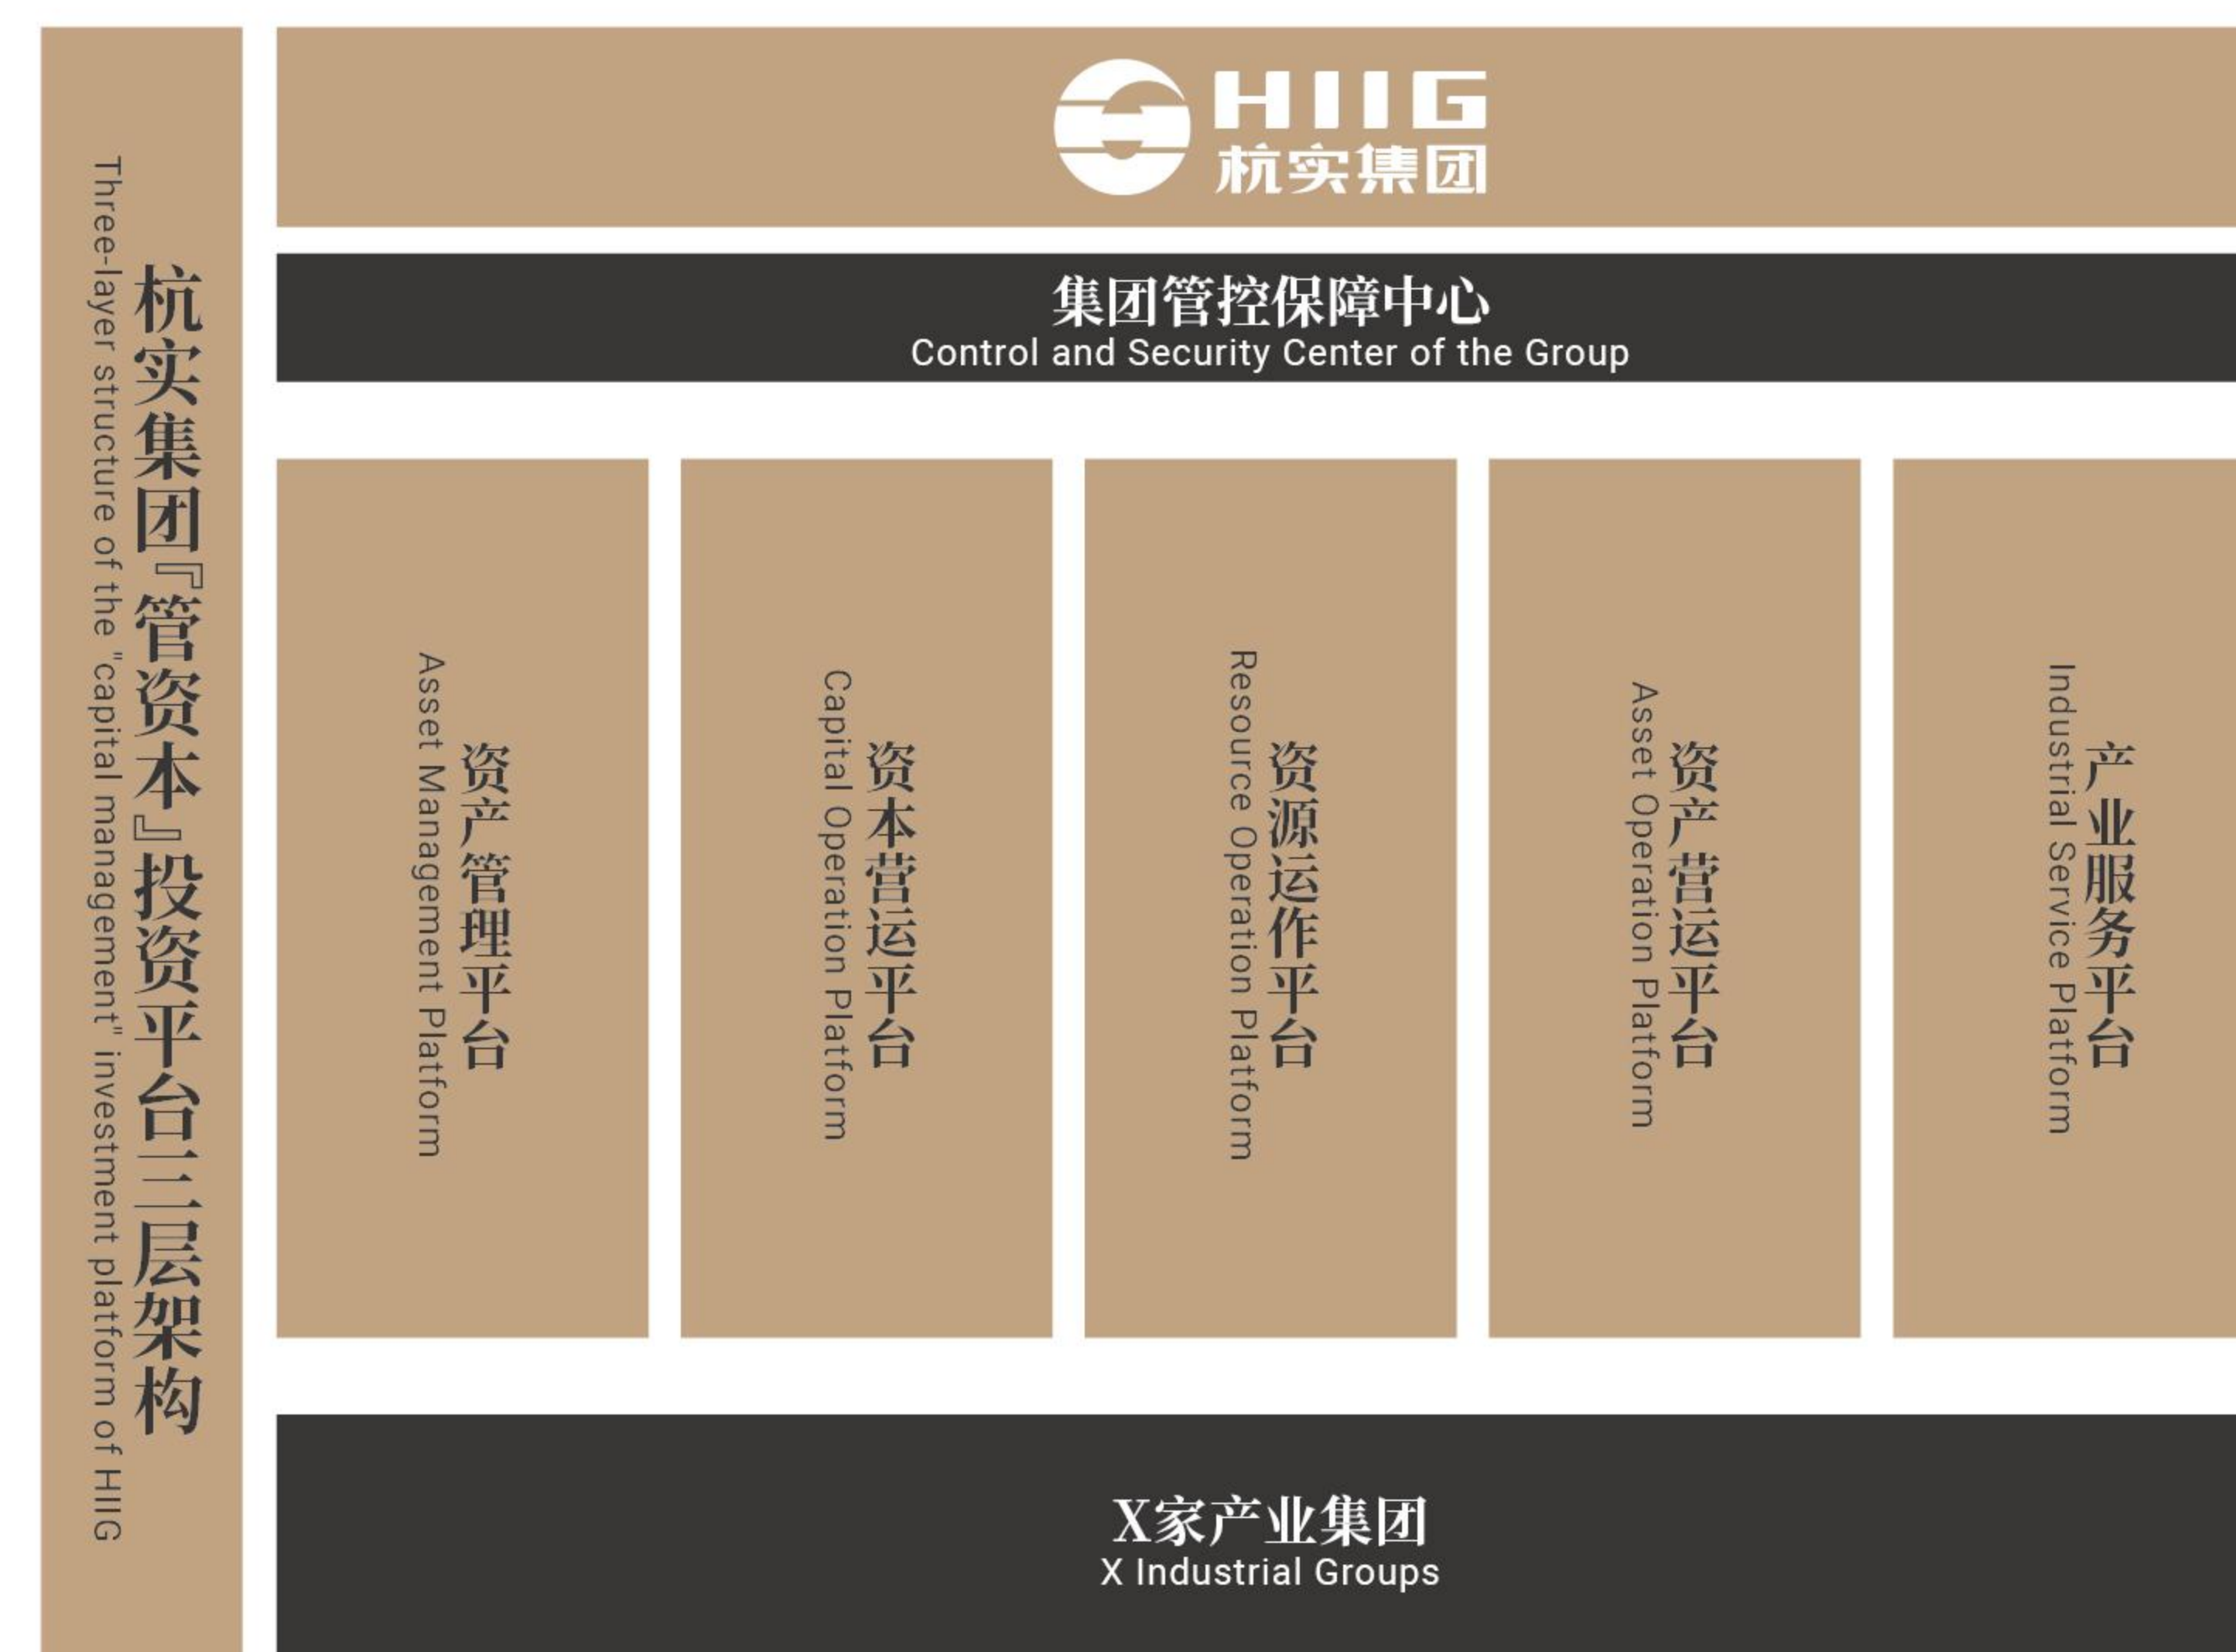 杭实集团『管资本』投资平台三层架构
Three-layer structure of the "capital management" investment platform of HIIG
HIIG
杭实集团
集团管控保障中心
Control and Security Center of the Group
资产管理平台
Asset Management Platform
资本营运平台
Capital Operation Platform
资源运作平台
Resource Operation Platform
资产营运平台
Asset Operation Platform
产业服务平台
Industrial Service Platform
X家产业集团
X Industrial Groups